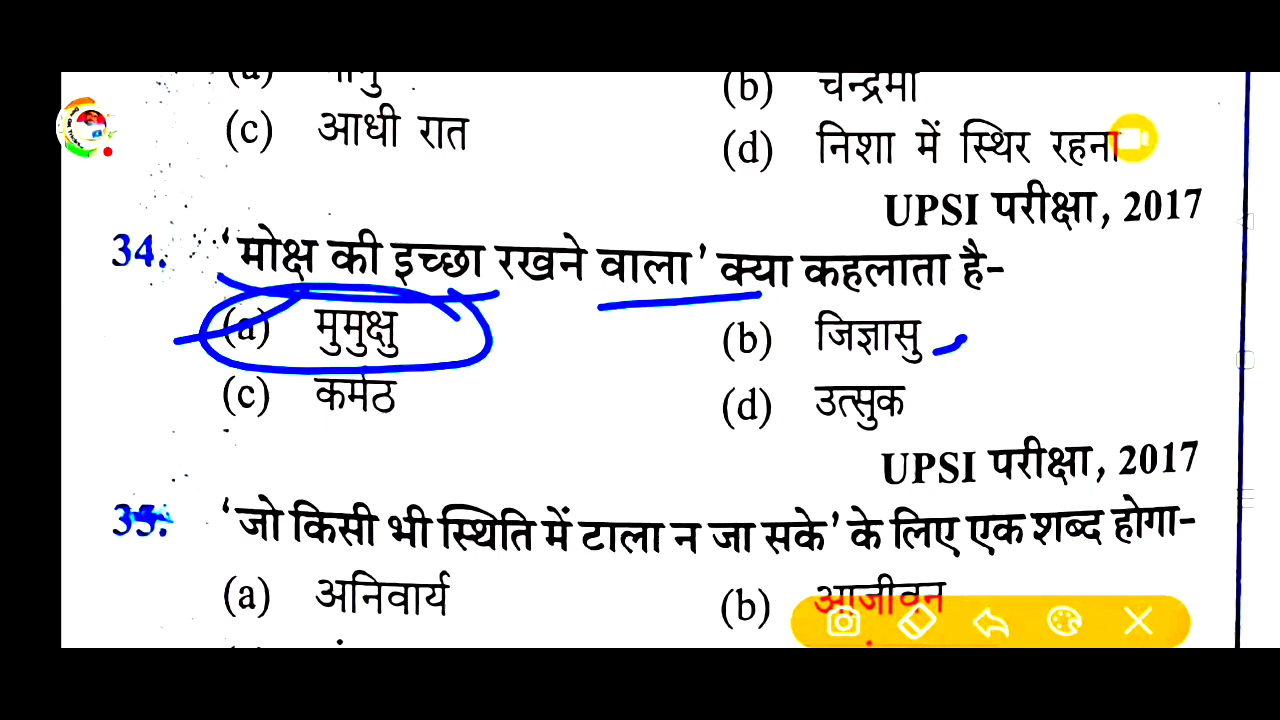 (b) चन्द्रमा
(c) आधी रात
(d) निशा में स्थिर रहना
UPSI परीक्षा, 2017
34. 'मोक्ष की इच्छा रखने वाला' क्या कहलाता है-
(a) मुमुक्षु (b) जिज्ञासु
(c) कर्मठ (d) उत्सुक
UPSI परीक्षा, 2017
35. 'जो किसी भी स्थिति में टाला न जा सके' के लिए एक शब्द होगा-
(a) अनिवार्य (b) आजीवन